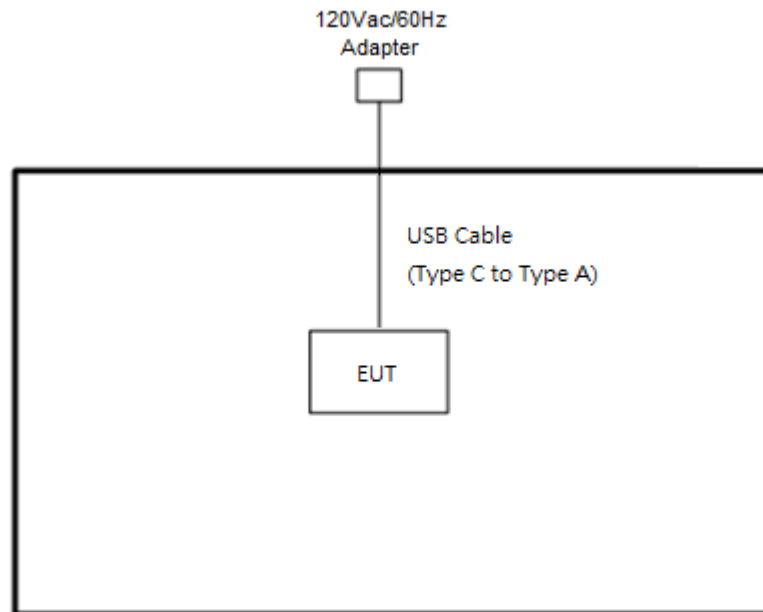 120Vac/60Hz
Adapter
USB Cable
(Type C to Type A)
EUT